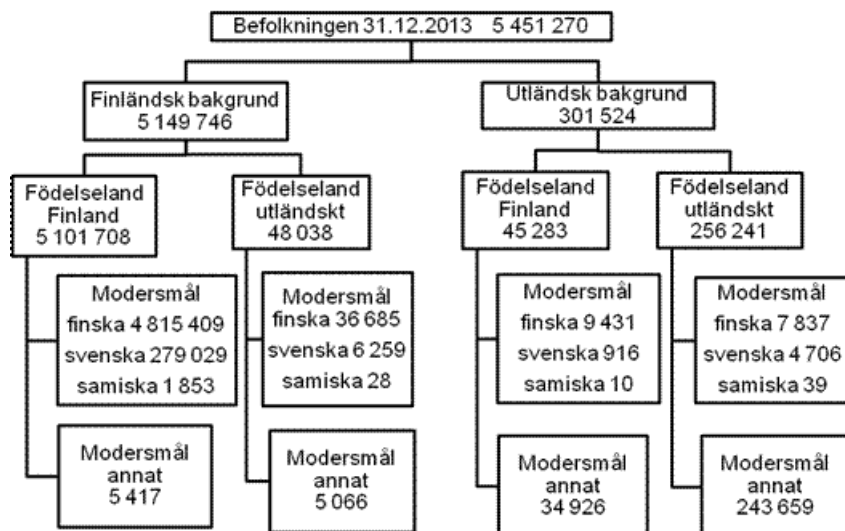 Befolkningen 31.12.2013 5 451 270
Finländsk bakgrund
5 149 746
Utländsk bakgrund
301 524
Födelseland
Finland
5 101 708
Födelseland
utländskt
48 038
Födelseland
Finland
45 283
Födelseland
utländskt
256 241
Modersmål
finska 4 815 409
svenska 279 029
samiska 1 853
Modersmål
finska 36 685
svenska 6 259
samiska 28
Modersmål
finska 9 431
svenska 916
samiska 10
Modersmål
finska 7 837
svenska 4 706
samiska 39
Modersmål
annat
5 417
Modersmål
annat
5 066
Modersmål
annat
34 926
Modersmål
annat
243 659